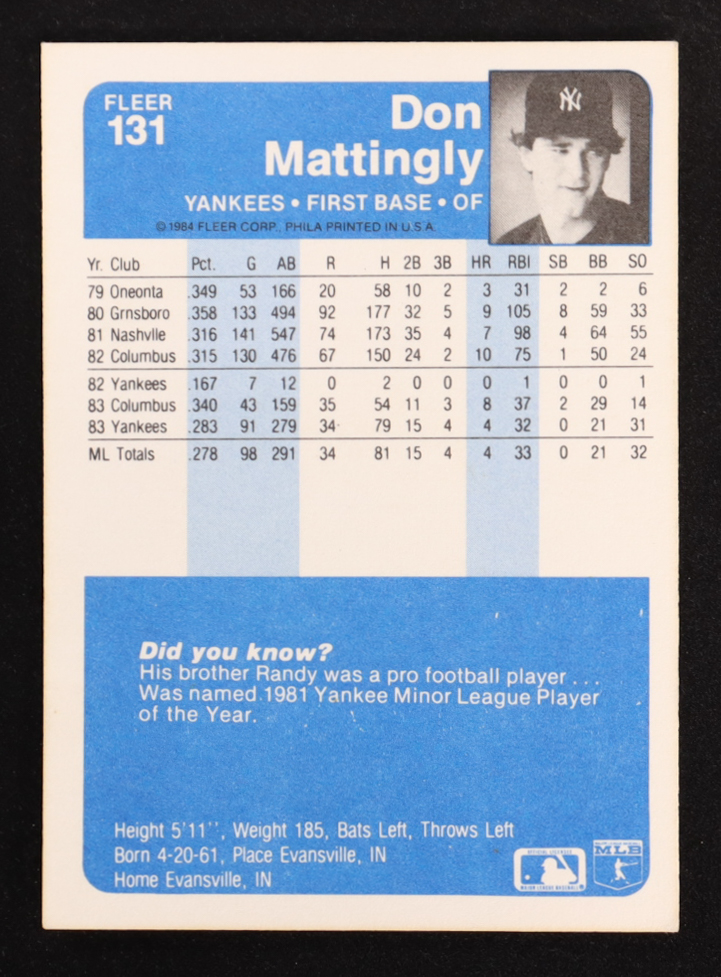 FLEER
131
Don
Mattingly
YANKEES • FIRST BASE • OF
© 1984 FLEER CORP., PHILA PRINTED IN U.S.A.
NY
Yr. Club Pct. G AB R H 2B 3B HR RBI SB BB SO
79 Oneonta .349 53 166 20 58 10 2 3 31 2 2 6
80 Grnsboro .358 133 494 92 177 32 5 9 105 8 59 33
81 Nashvlle .316 141 547 74 173 35 4 7 98 4 64 55
82 Columbus .315 130 476 67 150 24 2 10 75 1 50 24
82 Yankees .167 7 12 0 2 0 0 0 1 0 0 1
83 Columbus .340 43 159 35 54 11 3 8 37 2 29 14
83 Yankees .283 91 279 34 79 15 4 4 32 0 21 31
ML Totals .278 98 291 34 81 15 4 4 33 0 21 32
Did you know?
His brother Randy was a pro football player . . .
Was named 1981 Yankee Minor League Player
of the Year.
Height 5'11'', Weight 185, Bats Left, Throws Left
Born 4-20-61, Place Evansville, IN
Home Evansville, IN
OFFICIAL LICENSEE
MAJOR LEAGUE BASEBALL
MLB